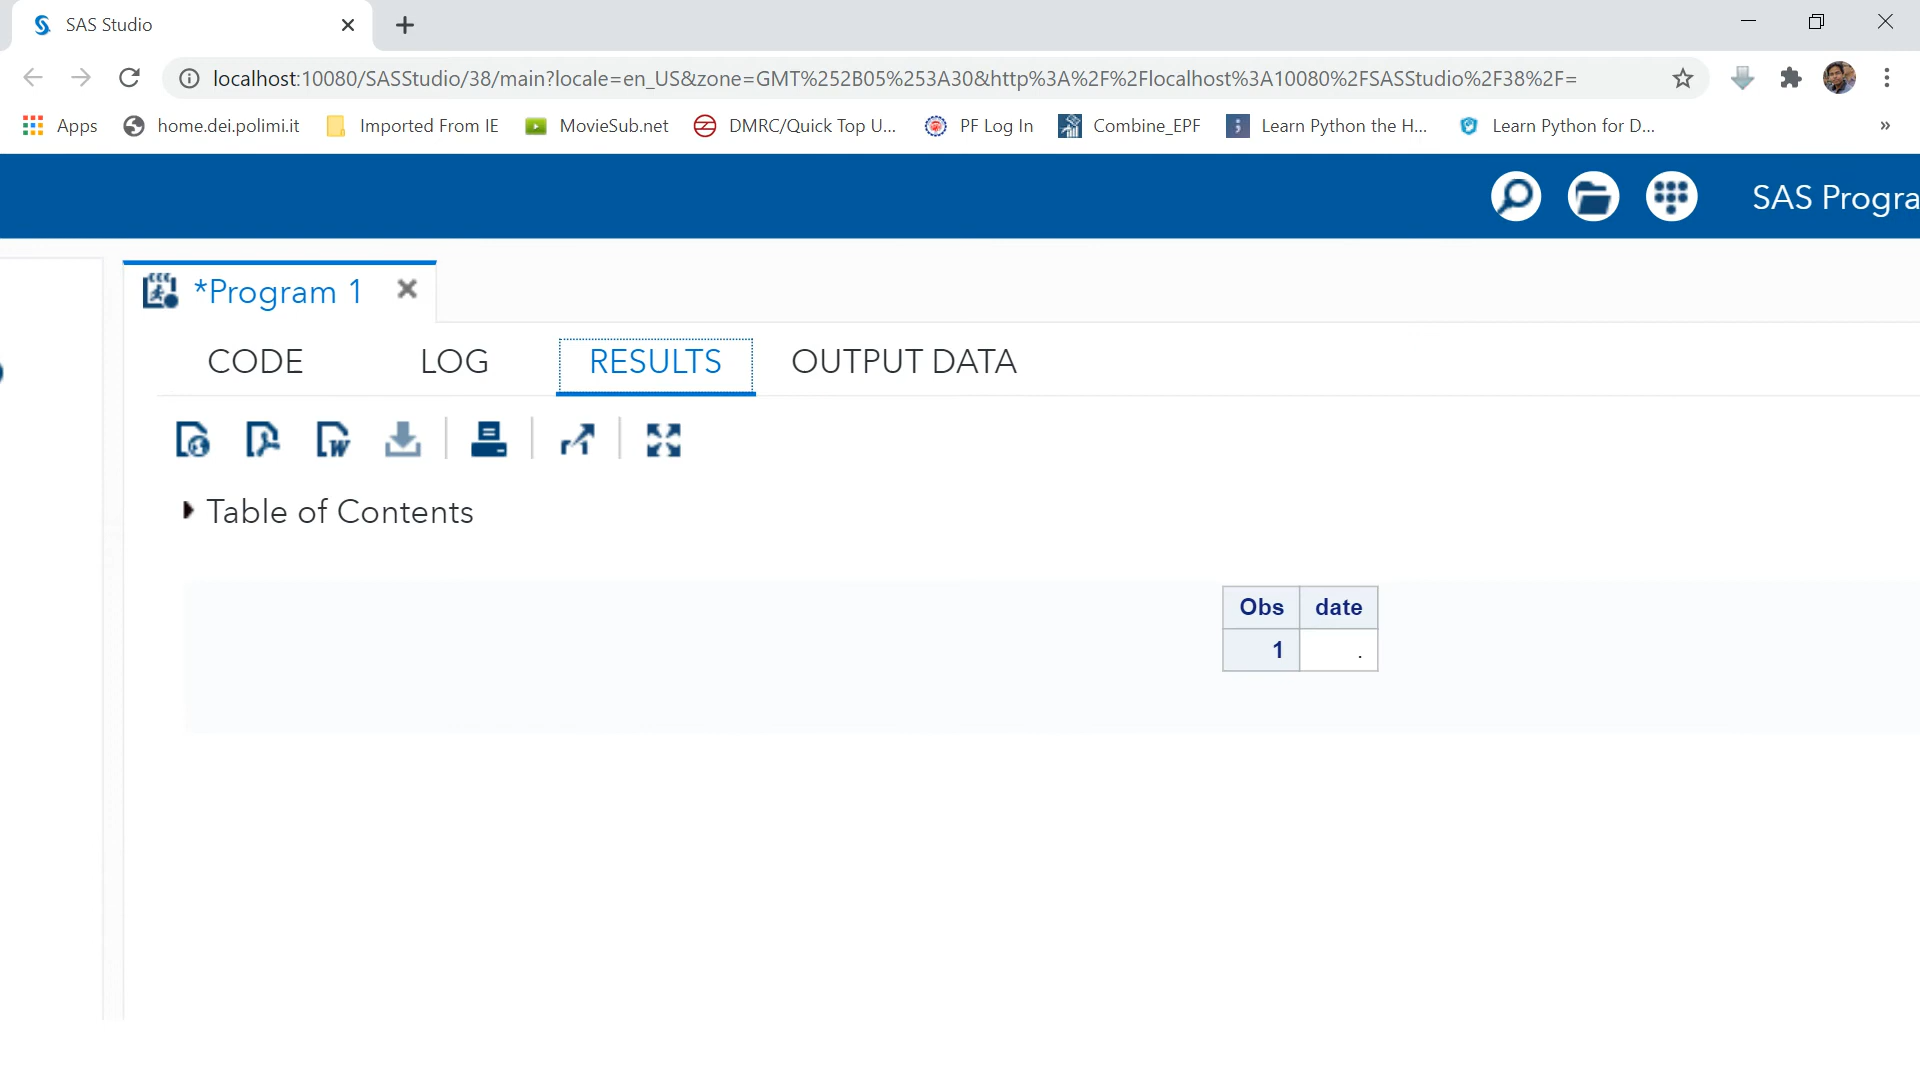 SAS Studio
localhost:10080/SASStudio/38/main?locale=en_US&zone=GMT%252B05%253A30&http%3A%2F%2Flocalhost%3A10080%2FSASStudio%2F38%2F=
Apps home.dei.polimi.it Imported From IE MovieSub.net DMRC/Quick Top U... PF Log In Combine_EPF Learn Python the H... Learn Python for D... »
SAS Progra
*Program 1
CODE LOG RESULTS OUTPUT DATA
Table of Contents
Obs date
1 .